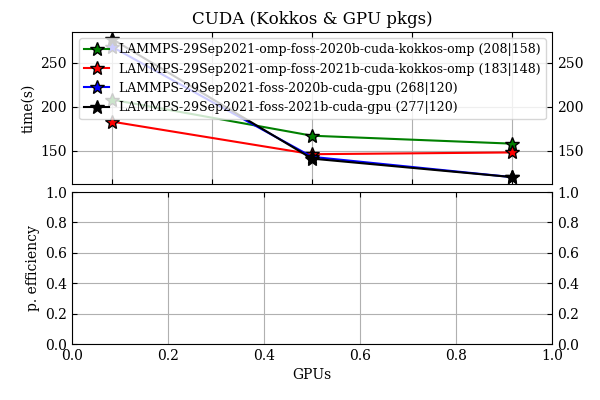 CUDA (Kokkos & GPU pkgs)
LAMMPS-29Sep2021-omp-foss-2020b-cuda-kokkos-omp (208|158)
LAMMPS-29Sep2021-omp-foss-2021b-cuda-kokkos-omp (183|148)
LAMMPS-29Sep2021-foss-2020b-cuda-gpu (268|120)
LAMMPS-29Sep2021-foss-2021b-cuda-gpu (277|120)
time(s)
250
200
150
250
200
150
p. efficiency
1.0
0.8
0.6
0.4
0.2
0.0
1.0
0.8
0.6
0.4
0.2
0.0
0.0 0.2 0.4 0.6 0.8 1.0
GPUs